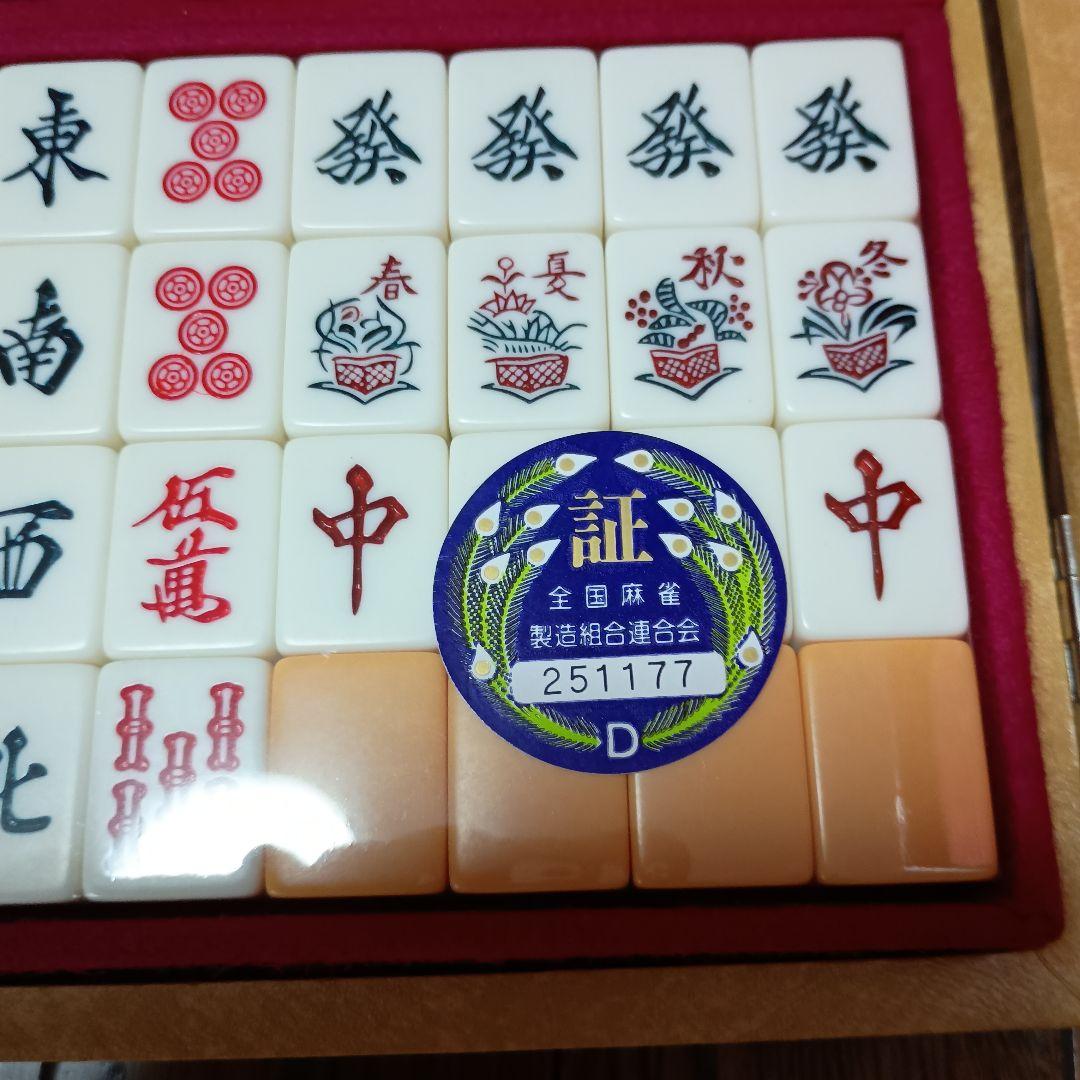 東 發 發 發 發
南 春 夏 秋 冬
西 伍萬 中 中
北
証
全国麻雀
製造組合連合会
251177
D